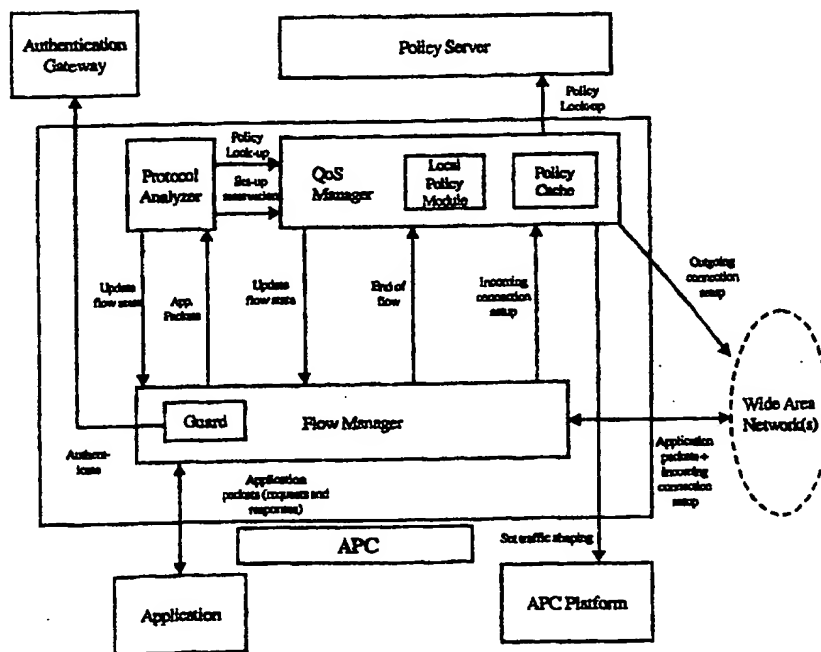 Authentication
Gateway
Policy Server
Policy
Look-up
Protocol
Analyzer
Policy
Look-up
Set-up
reservation
QoS
Manager
Local
Policy
Module
Policy
Cache
Update
flow state
App.
Packets
Update
flow state
End of
flow
Incoming
connection
setup
Outgoing
connection
setup
Guard
Flow Manager
Wide Area
Network(s)
Authent-
icate
Application
packets (requests and
responses)
Application
packets +
incoming
connection
setup
APC
Set traffic shaping
Application
APC Platform